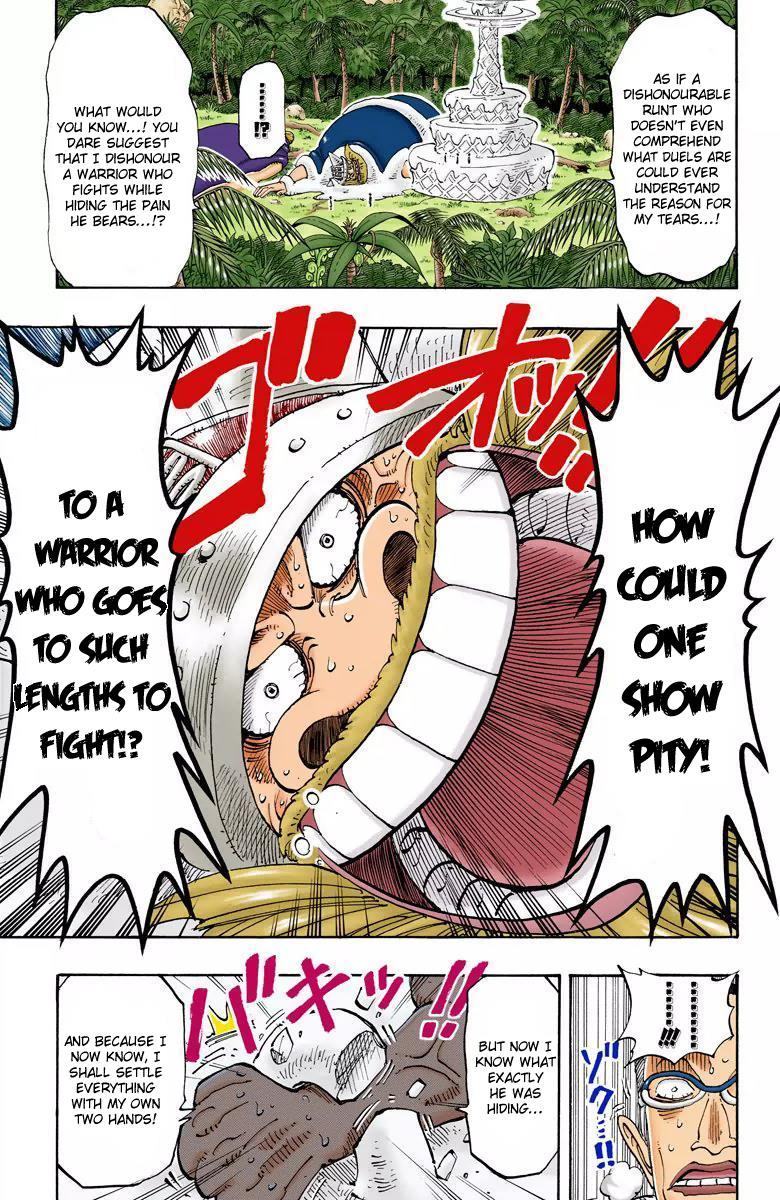 AS IF A
DISHONOURABLE
RUNT WHO
DOESN'T EVEN
COMPREHEND
WHAT DUELS ARE
COULD EVER
UNDERSTAND
THE REASON FOR
MY TEARS...!
........!?
WHAT WOULD
YOU KNOW...! YOU
DARE SUGGEST
THAT I DISHONOUR
A WARRIOR WHO
FIGHTS WHILE
HIDING THE PAIN
HE BEARS...!?
HOW
COULD
ONE
SHOW
PITY!
ゴオッ!!
TO A
WARRIOR
WHO GOES
TO SUCH
LENGTHS TO
FIGHT!?
!!!
ゾクッ...!!
BUT NOW I
KNOW WHAT
EXACTLY
HE WAS
HIDING...
バキッ!!
AND BECAUSE I
NOW KNOW, I
SHALL SETTLE
EVERYTHING
WITH MY OWN
TWO HANDS!